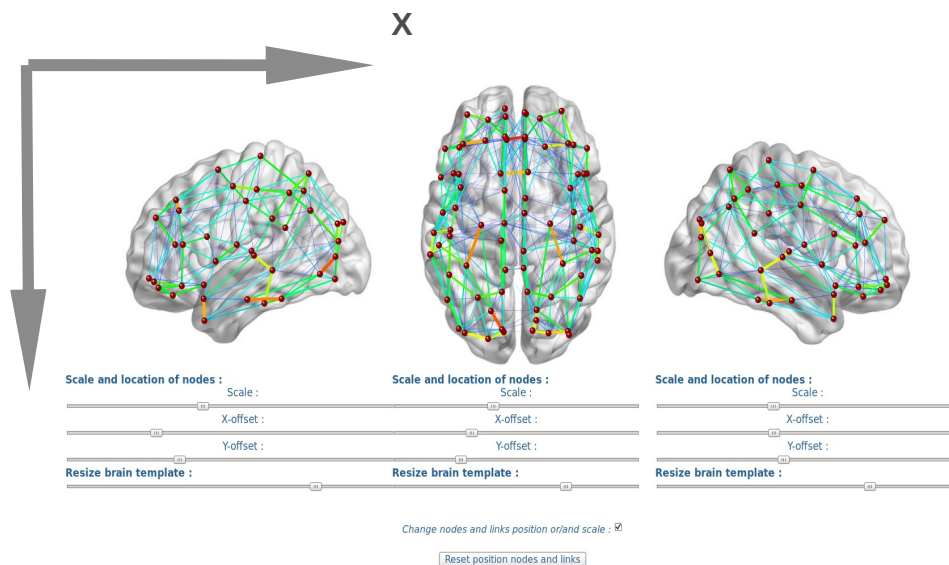 X
Scale and location of nodes :
Scale :
X-offset :
Y-offset :
Resize brain template :
Scale and location of nodes :
Scale :
X-offset :
Y-offset :
Resize brain template :
Change nodes and links position or/and scale :
Reset position nodes and links
Scale and location of nodes :
Scale :
X-offset :
Y-offset :
Resize brain template :